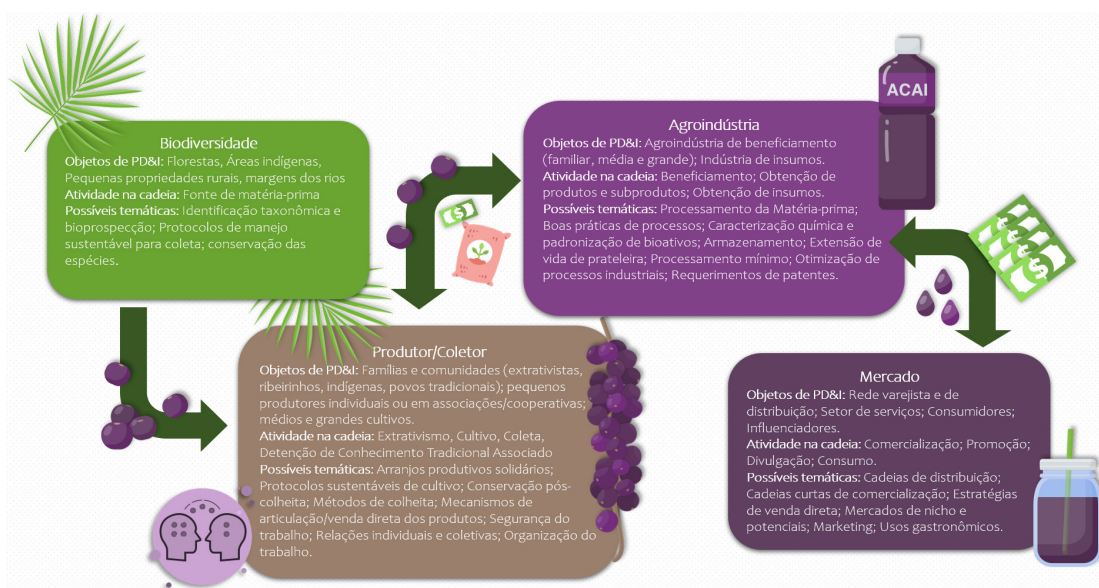 Biodiversidade
Objetos de PD&I: Florestas, Áreas indígenas,
Pequenas propriedades rurais, margens dos rios
Atividade na cadeia: Fonte de matéria-prima
Possíveis temáticas: Identificação taxonômica e
bioprospecção; Protocolos de manejo
sustentável para coleta; conservação das
espécies.
Agroindústria
Objetos de PD&I: Agroindústria de beneficiamento
(familiar, média e grande); Indústria de insumos.
Atividade na cadeia: Beneficiamento; Obtenção de
produtos e subprodutos; Obtenção de insumos.
Possíveis temáticas: Processamento da Matéria-prima;
Boas práticas de processos; Caracterização química e
padronização de bioativos; Armazenamento; Extensão de
vida de prateleira; Processamento mínimo; Otimização de
processos industriais; Requerimentos de patentes.
ACAI
Produtor/Coletor
Objetos de PD&I: Famílias e comunidades (extrativistas,
ribeirinhos, indígenas, povos tradicionais); pequenos
produtores individuais ou em associações/cooperativas;
médios e grandes cultivos.
Atividade na cadeia: Extrativismo, Cultivo, Coleta,
Detenção de Conhecimento Tradicional Associado
Possíveis temáticas: Arranjos produtivos solidários;
Protocolos sustentáveis de cultivo; Conservação pós-
colheita; Métodos de colheita; Mecanismos de
articulação/venda direta dos produtos; Segurança do
trabalho; Relações individuais e coletivas; Organização do
trabalho.
Mercado
Objetos de PD&I: Rede varejista e de
distribuição; Setor de serviços; Consumidores;
Influenciadores.
Atividade na cadeia: Comercialização; Promoção;
Divulgação; Consumo.
Possíveis temáticas: Cadeias de distribuição;
Cadeias curtas de comercialização; Estratégias
de venda direta; Mercados de nicho e
potenciais; Marketing; Usos gastronômicos.